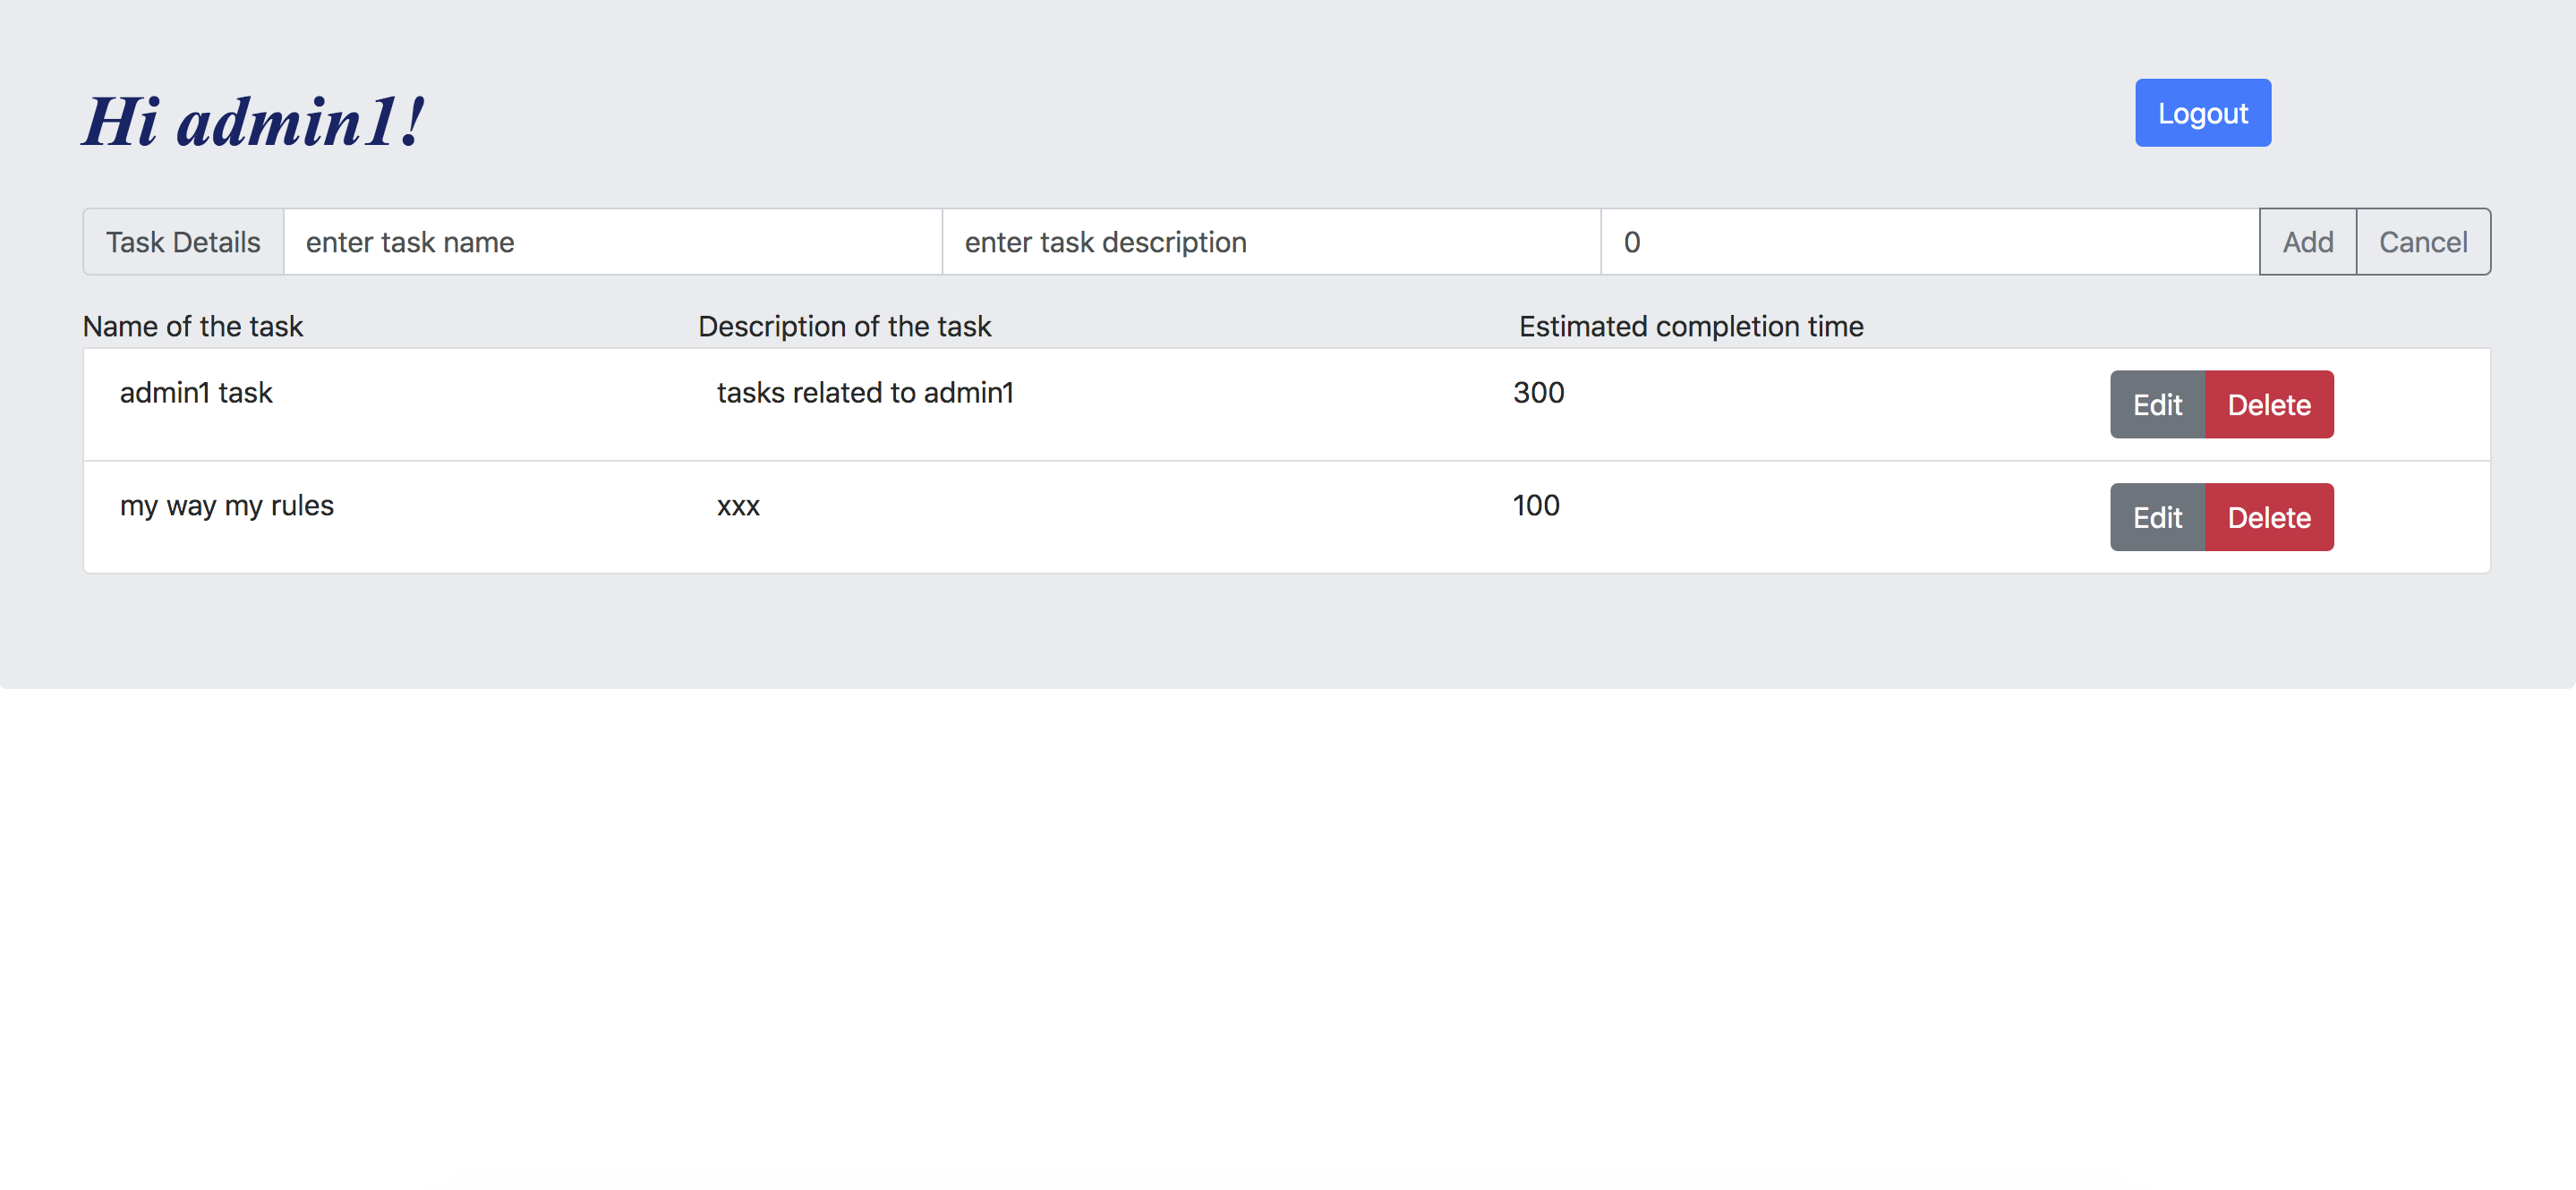 Hi admin1!
Logout
Task Details enter task name enter task description 0 Add Cancel
Name of the task Description of the task Estimated completion time
admin1 task tasks related to admin1 300 Edit Delete
my way my rules xxx 100 Edit Delete